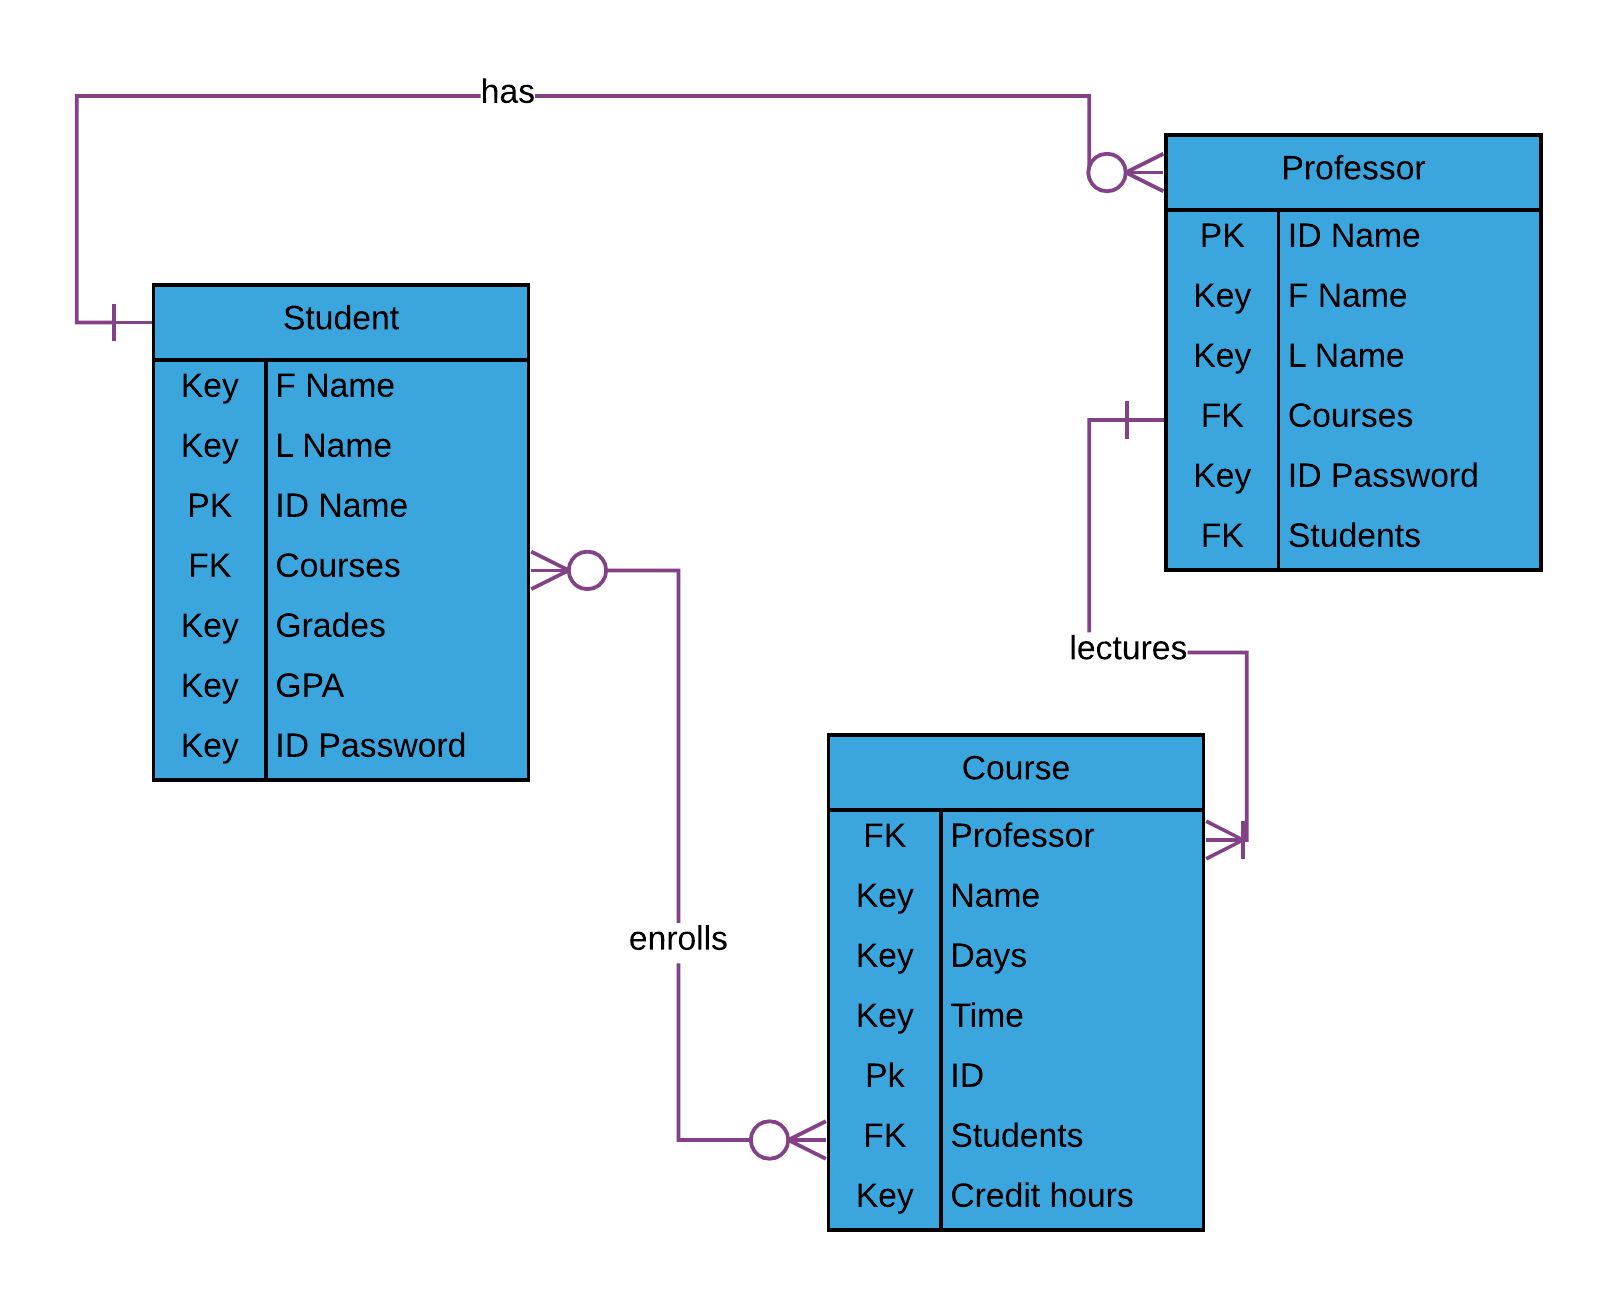 has
Professor
PK ID Name
Key F Name
Key L Name
FK Courses
Key ID Password
FK Students
Student
Key F Name
Key L Name
PK ID Name
FK Courses
Key Grades
Key GPA
Key ID Password
lectures
enrolls
Course
FK Professor
Key Name
Key Days
Key Time
Pk ID
FK Students
Key Credit hours